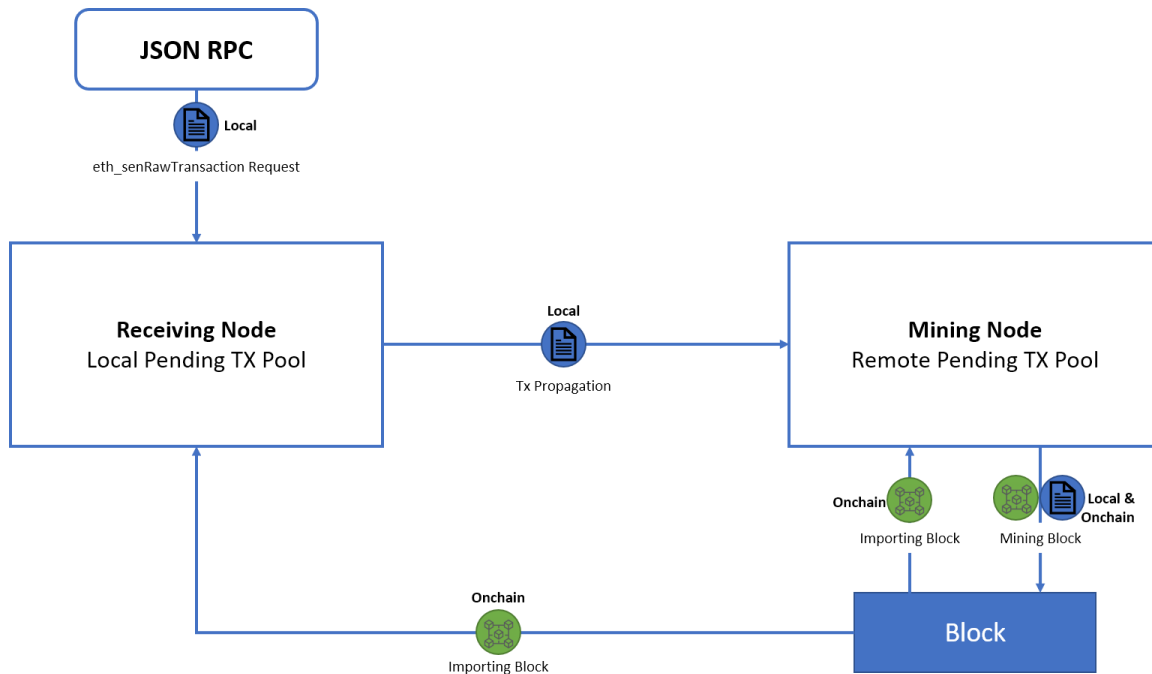 JSON RPC
Local
eth_senRawTransaction Request
Receiving Node
Local Pending TX Pool
Local
Tx Propagation
Mining Node
Remote Pending TX Pool
Onchain
Importing Block
Local &
Onchain
Mining Block
Onchain
Importing Block
Block